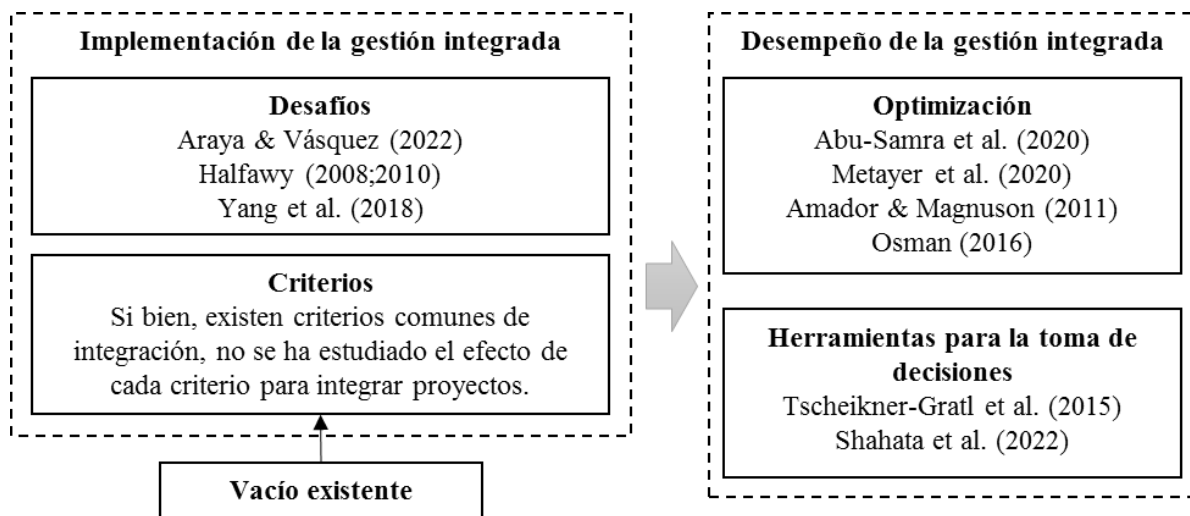 Implementación de la gestión integrada
Desafíos
Araya & Vásquez (2022)
Halfawy (2008;2010)
Yang et al. (2018)
Criterios
Si bien, existen criterios comunes de
integración, no se ha estudiado el efecto de
cada criterio para integrar proyectos.
Vacío existente
Desempeño de la gestión integrada
Optimización
Abu-Samra et al. (2020)
Metayer et al. (2020)
Amador & Magnuson (2011)
Osman (2016)
Herramientas para la toma de
decisiones
Tscheikner-Gratl et al. (2015)
Shahata et al. (2022)